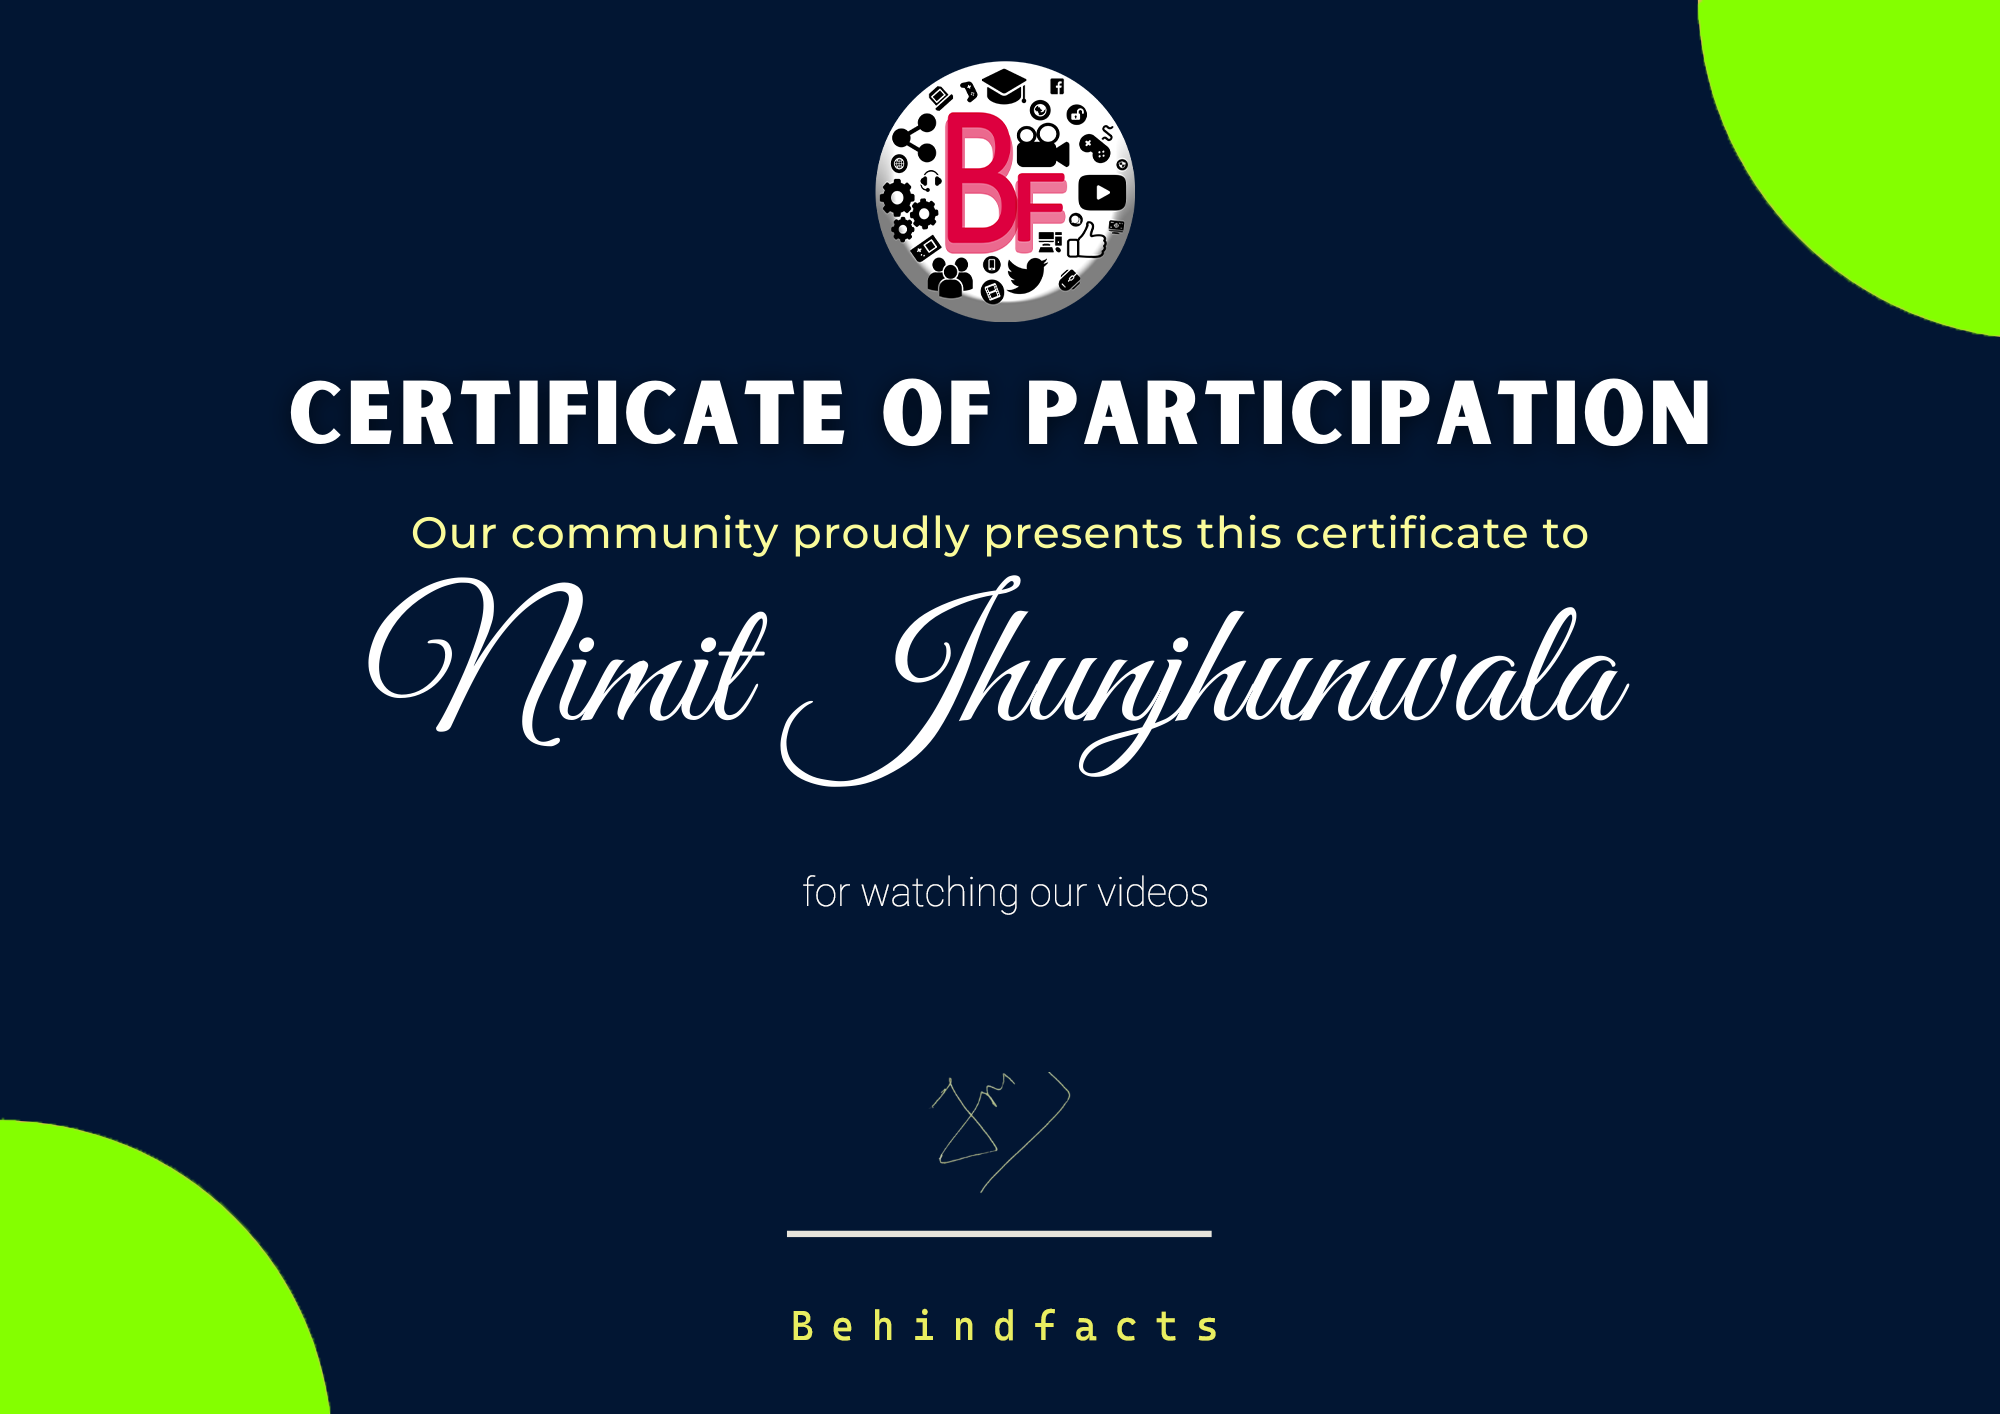 BF
CERTIFICATE OF PARTICIPATION
Our community proudly presents this certificate to
Nimit Jhunjhunwala
for watching our videos
Behindfacts